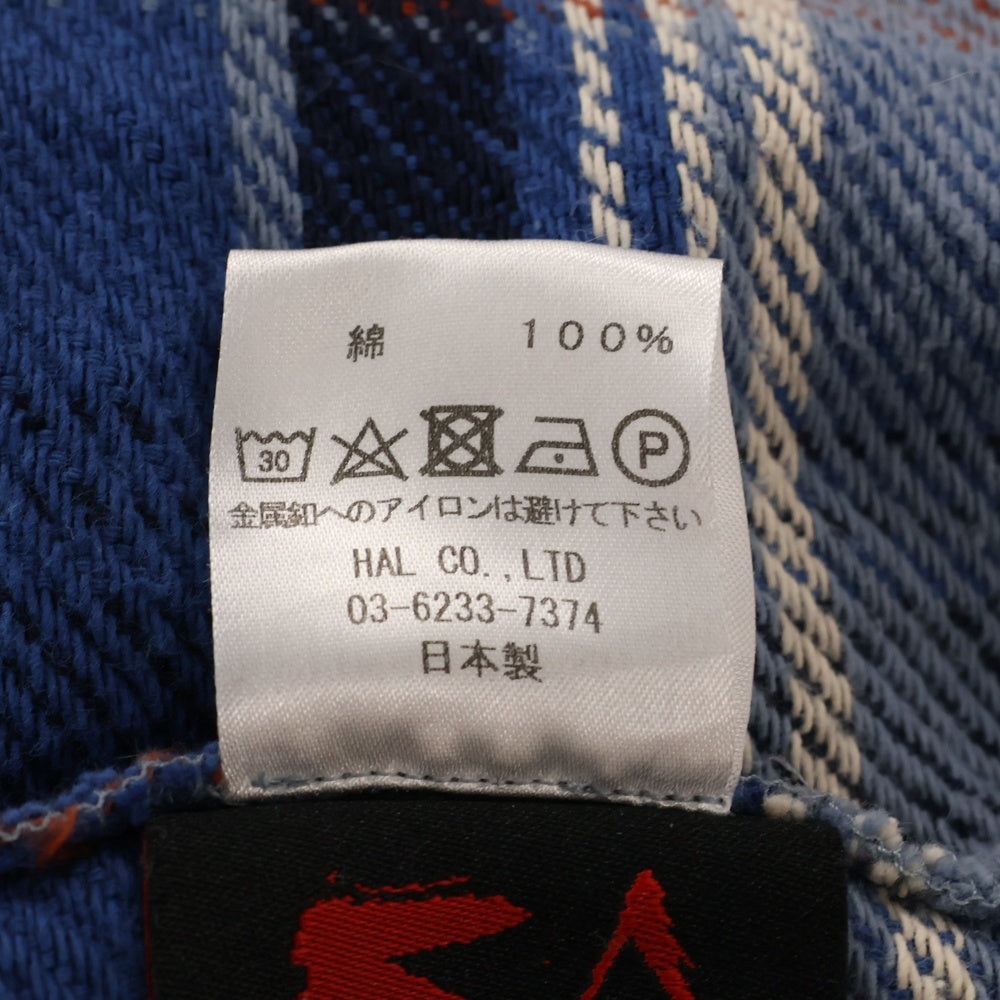 綿 100%
30 P
金属釦へのアイロンは避けて下さい
HAL CO.,LTD
03-6233-7374
日本製